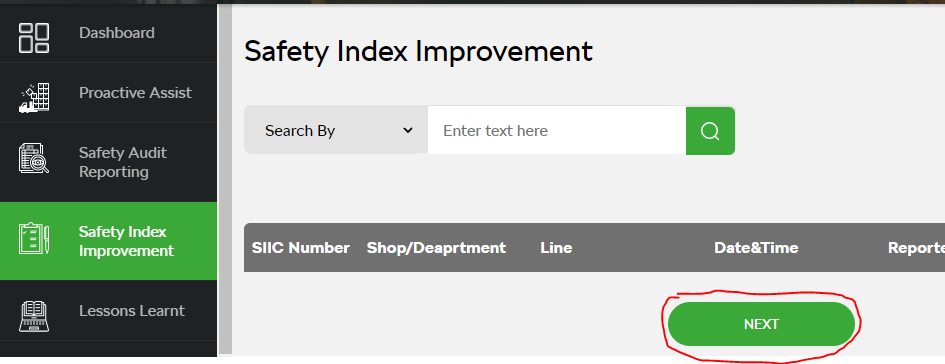 Dashboard
Proactive Assist
Safety Audit
Reporting
Safety Index
Improvement
Lessons Learnt
Safety Index Improvement
Search By
Enter text here
SIIC Number Shop/Deaprtment Line Date&Time Reporte
NEXT